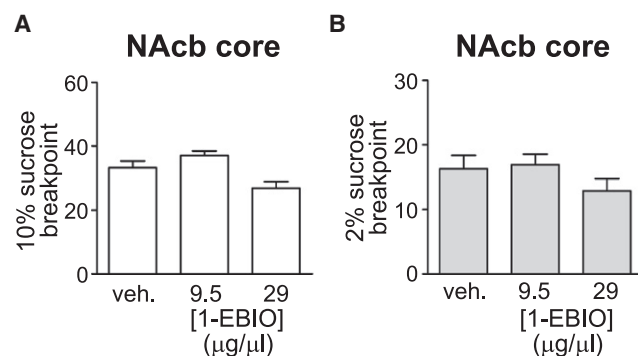 A
NAcb core
10% sucrose
breakpoint
60
40
20
0
veh.
9.5
29
[1-EBIO]
(µg/µl)
B
NAcb core
2% sucrose
breakpoint
30
20
10
0
veh.
9.5
29
[1-EBIO]
(µg/µl)